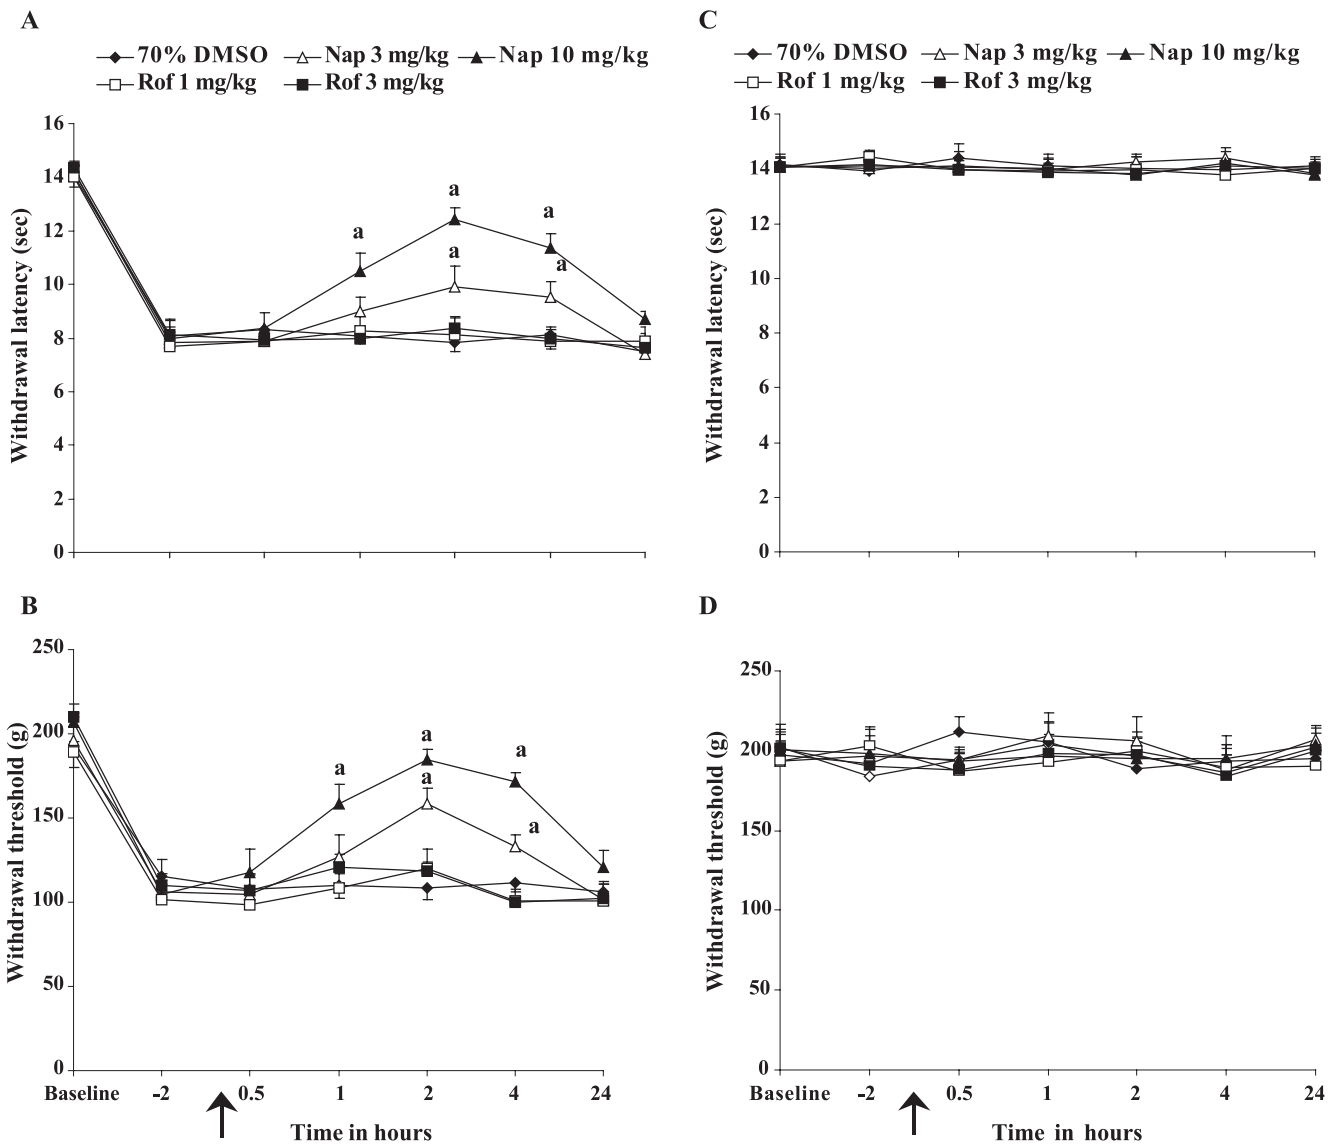 A
70% DMSO Nap 3 mg/kg Nap 10 mg/kg
Rof 1 mg/kg Rof 3 mg/kg
16
14
12
10
8
6
4
2
0
Withdrawal latency (sec)
a
a
a
a
a
B
250
200
150
100
50
0
Withdrawal threshold (g)
a
a
a
a
a
Baseline -2 0.5 1 2 4 24
Time in hours
C
70% DMSO Nap 3 mg/kg Nap 10 mg/kg
Rof 1 mg/kg Rof 3 mg/kg
16
14
12
10
8
6
4
2
0
Withdrawal latency (sec)
D
250
200
150
100
50
0
Withdrawal threshold (g)
Baseline -2 0.5 1 2 4 24
Time in hours